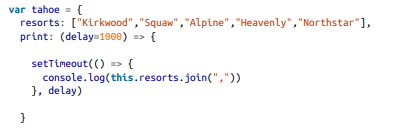 var tahoe = {
  resorts: ["Kirkwood","Squaw","Alpine","Heavenly","Northstar"],
  print: (delay=1000) => {

    setTimeout(() => {
      console.log(this.resorts.join(","))
    }, delay)

  }